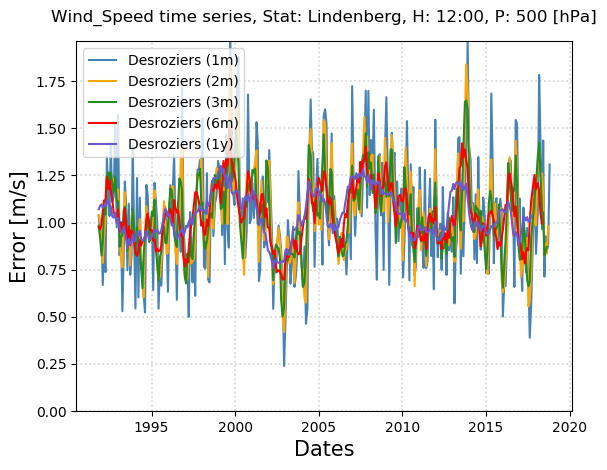 Wind_Speed time series, Stat: Lindenberg, H: 12:00, P: 500 [hPa]
Desroziers (1m)
Desroziers (2m)
Desroziers (3m)
Desroziers (6m)
Desroziers (1y)
Error [m/s]
1.75
1.50
1.25
1.00
0.75
0.50
0.25
0.00
1995 2000 2005 2010 2015 2020
Dates